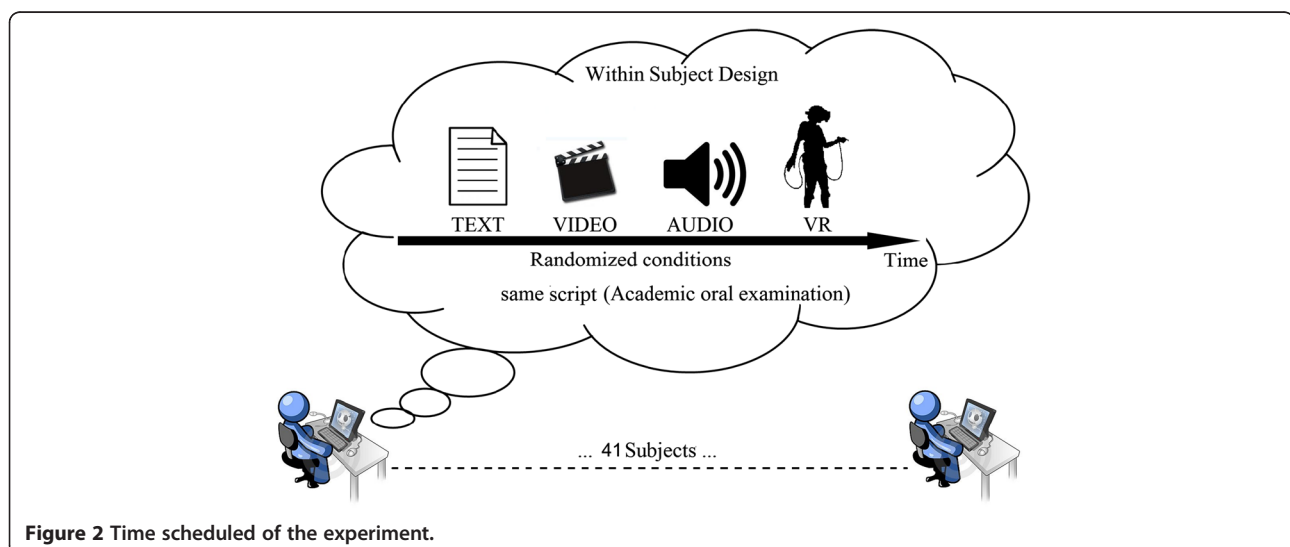 Within Subject Design
TEXT VIDEO AUDIO VR
Randomized conditions Time
same script (Academic oral examination)
... 41 Subjects ...
Figure 2 Time scheduled of the experiment.